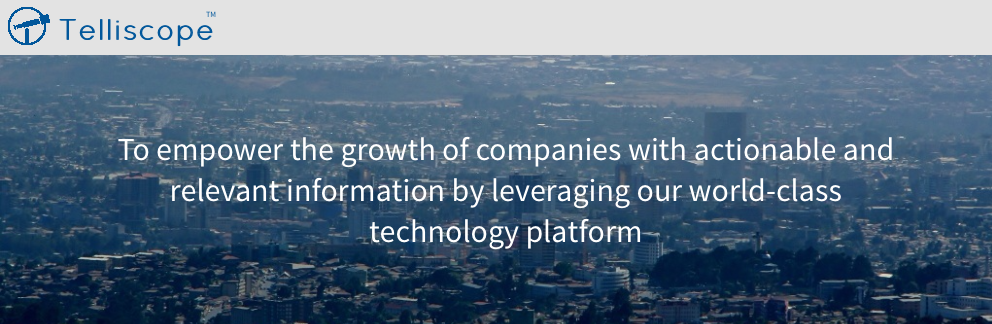 Telliscope™
To empower the growth of companies with actionable and
relevant information by leveraging our world-class
technology platform